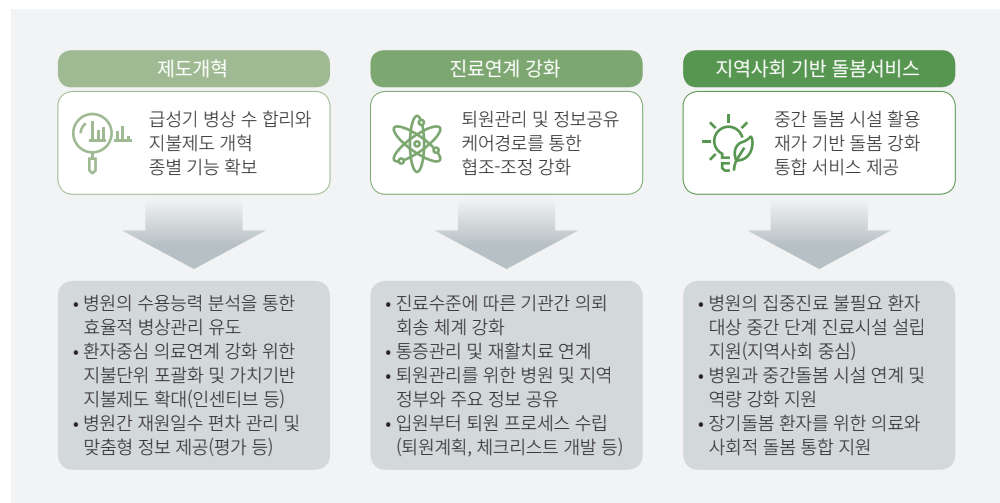 제도개혁
급성기 병상 수 합리와
지불제도 개혁
종별 기능 확보
• 병원의 수용능력 분석을 통한
효율적 병상관리 유도
• 환자중심 의료연계 강화 위한
지불단위 포괄화 및 가치기반
지불제도 확대(인센티브 등)
• 병원간 재원일수 편차 관리 및
맞춤형 정보 제공(평가 등)
진료연계 강화
퇴원관리 및 정보공유
케어경로를 통한
협조-조정 강화
• 진료수준에 따른 기관간 의뢰
회송 체계 강화
• 통증관리 및 재활치료 연계
• 퇴원관리를 위한 병원 및 지역
정부와 주요 정보 공유
• 입원부터 퇴원 프로세스 수립
(퇴원계획, 체크리스트 개발 등)
지역사회 기반 돌봄서비스
중간 돌봄 시설 활용
재가 기반 돌봄 강화
통합 서비스 제공
• 병원의 집중진료 불필요 환자
대상 중간 단계 진료시설 설립
지원(지역사회 중심)
• 병원과 중간돌봄 시설 연계 및
역량 강화 지원
• 장기돌봄 환자를 위한 의료와
사회적 돌봄 통합 지원